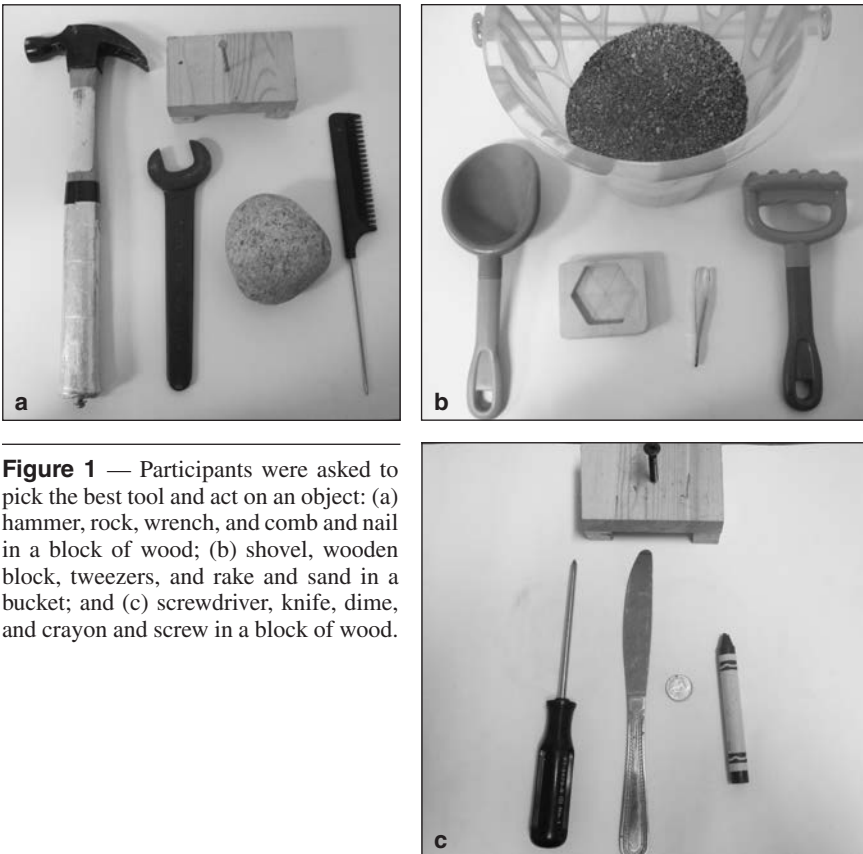 a
b
Figure 1 — Participants were asked to
pick the best tool and act on an object: (a)
hammer, rock, wrench, and comb and nail
in a block of wood; (b) shovel, wooden
block, tweezers, and rake and sand in a
bucket; and (c) screwdriver, knife, dime,
and crayon and screw in a block of wood.
c